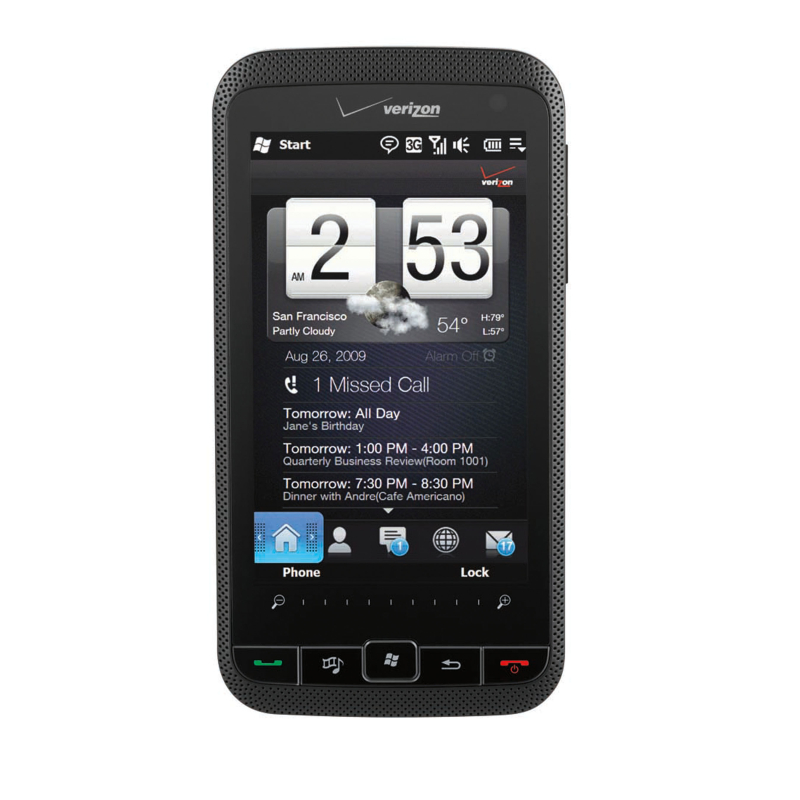 verizon
Start
3G
verizon
AM 2 53
San Francisco
Partly Cloudy
54°
H:79°
L:57°
Aug 26, 2009
Alarm Off
1 Missed Call
Tomorrow: All Day
Jane's Birthday
Tomorrow: 1:00 PM - 4:00 PM
Quarterly Business Review(Room 1001)
Tomorrow: 7:30 PM - 8:30 PM
Dinner with Andre(Cafe Americano)
1
17
Phone
Lock